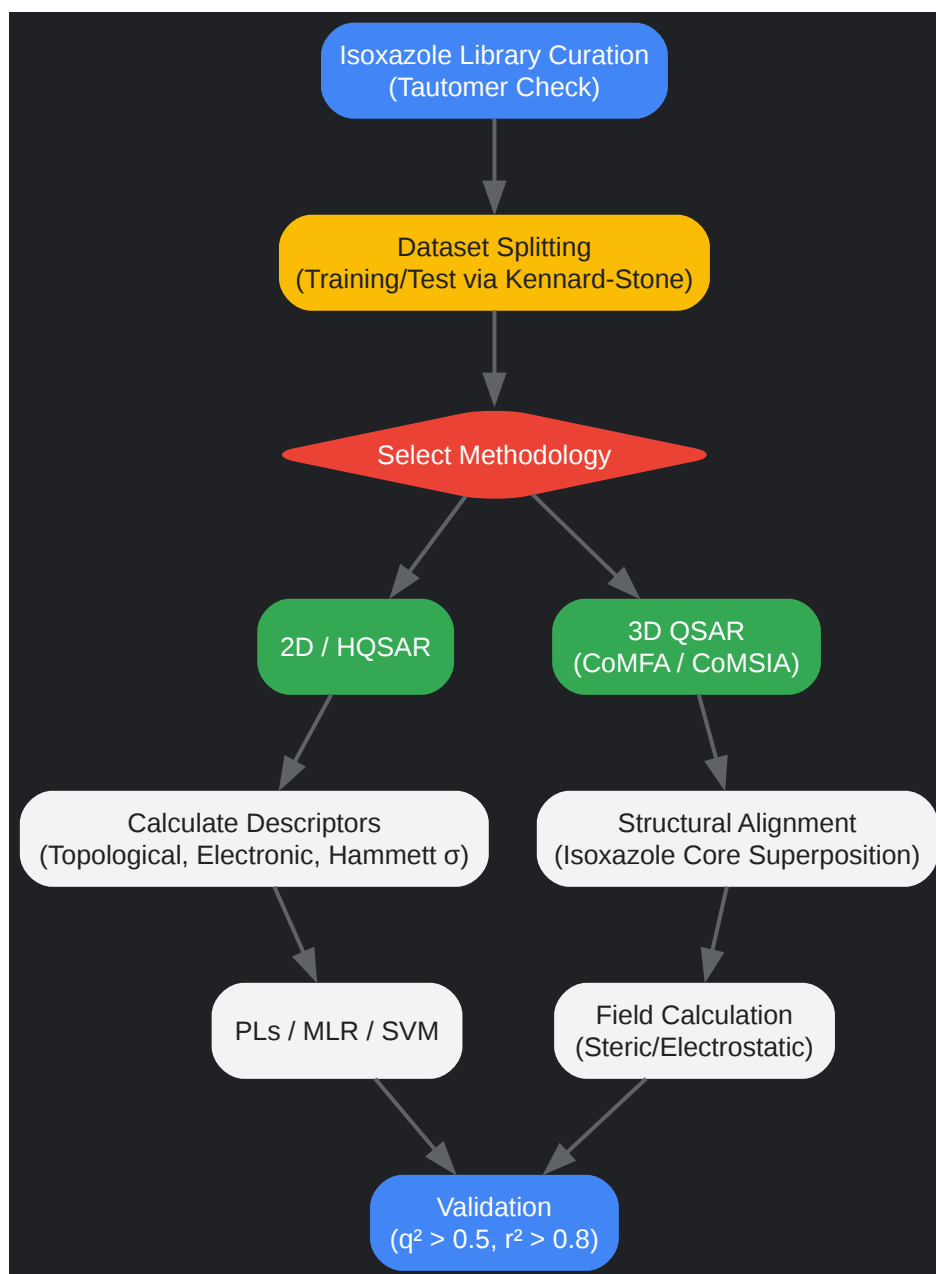 Isoxazole Library Curation
(Tautomer Check)
Dataset Splitting
(Training/Test via Kennard-Stone)
Select Methodology
2D / HQSAR
3D QSAR
(CoMFA / CoMSIA)
Calculate Descriptors
(Topological, Electronic, Hammett σ)
Structural Alignment
(Isoxazole Core Superposition)
PLs / MLR / SVM
Field Calculation
(Steric/Electrostatic)
Validation
(q² > 0.5, r² > 0.8)